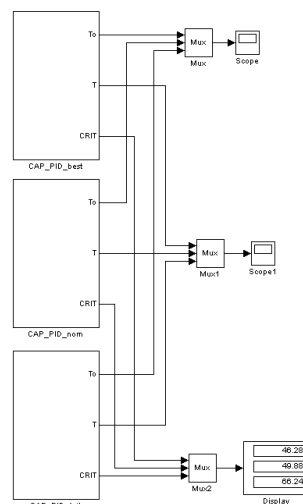 To
T
CRIT
CAP_PID_best
Mux
Mux
Scope
To
T
CRIT
CAP_PID_nom
Mux
Mux1
Scope1
To
T
CRIT
Mux
Mux2
46.28
49.88
66.24
Display